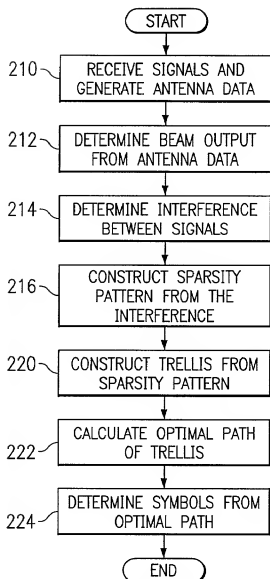 START
210
RECEIVE SIGNALS AND
GENERATE ANTENNA DATA
212
DETERMINE BEAM OUTPUT
FROM ANTENNA DATA
214
DETERMINE INTERFERENCE
BETWEEN SIGNALS
216
CONSTRUCT SPARSITY
PATTERN FROM THE
INTERFERENCE
220
CONSTRUCT TRELLIS FROM
SPARSITY PATTERN
222
CALCULATE OPTIMAL PATH
OF TRELLIS
224
DETERMINE SYMBOLS FROM
OPTIMAL PATH
END